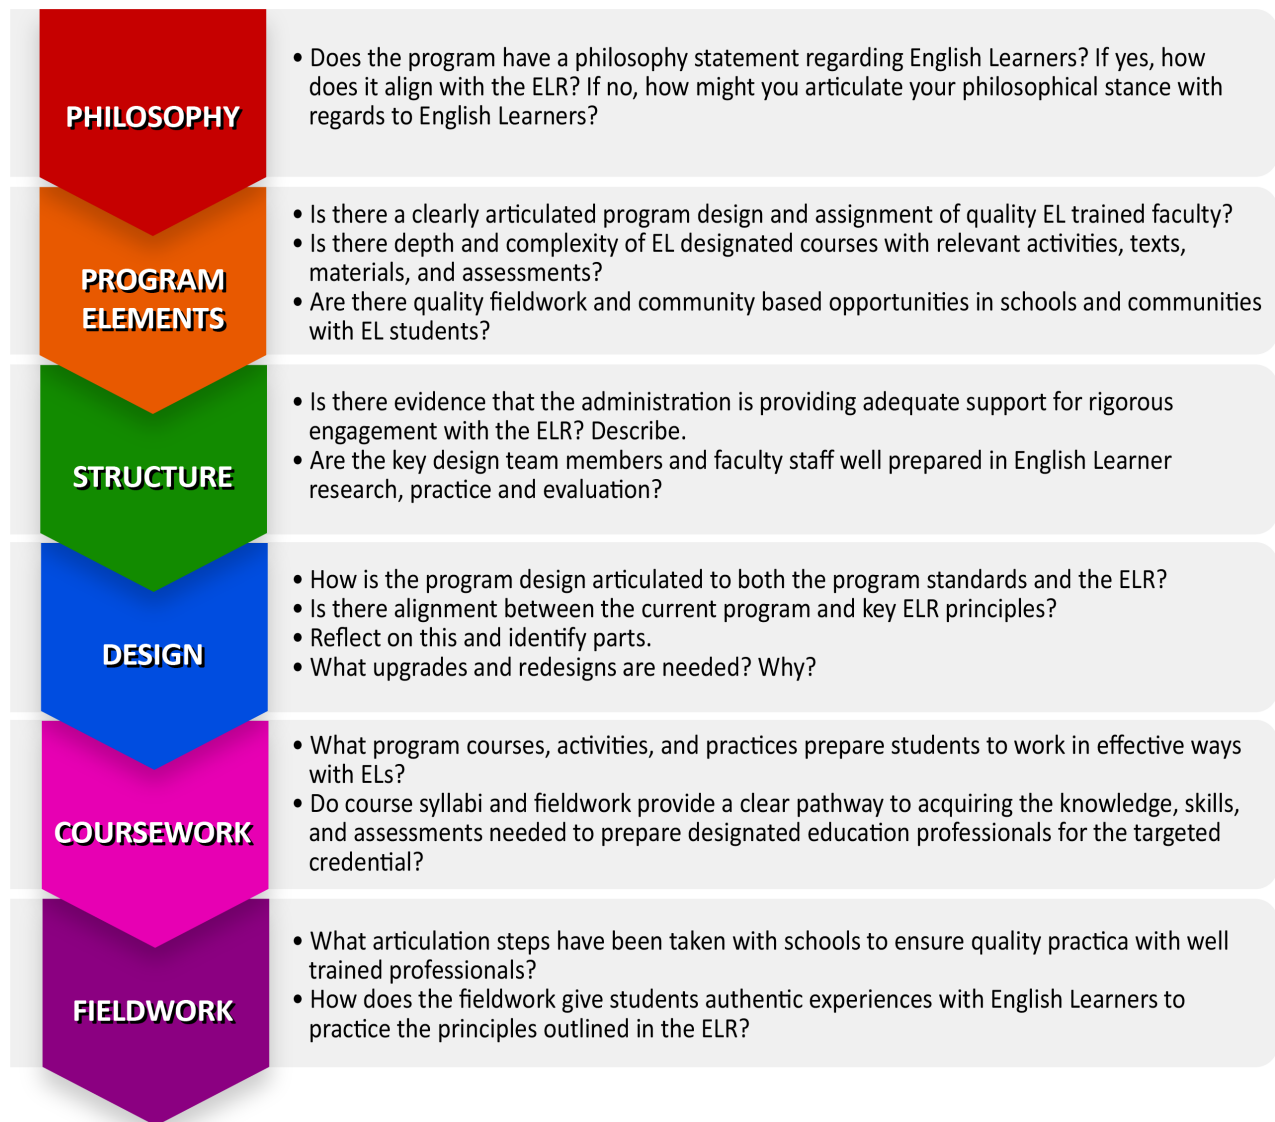 PHILOSOPHY
• Does the program have a philosophy statement regarding English Learners? If yes, how
does it align with the ELR? If no, how might you articulate your philosophical stance with
regards to English Learners?
PROGRAM
ELEMENTS
• Is there a clearly articulated program design and assignment of quality EL trained faculty?
• Is there depth and complexity of EL designated courses with relevant activities, texts,
materials, and assessments?
• Are there quality fieldwork and community based opportunities in schools and communities
with EL students?
STRUCTURE
• Is there evidence that the administration is providing adequate support for rigorous
engagement with the ELR? Describe.
• Are the key design team members and faculty staff well prepared in English Learner
research, practice and evaluation?
DESIGN
• How is the program design articulated to both the program standards and the ELR?
• Is there alignment between the current program and key ELR principles?
• Reflect on this and identify parts.
• What upgrades and redesigns are needed? Why?
COURSEWORK
• What program courses, activities, and practices prepare students to work in effective ways
with ELs?
• Do course syllabi and fieldwork provide a clear pathway to acquiring the knowledge, skills,
and assessments needed to prepare designated education professionals for the targeted
credential?
FIELDWORK
• What articulation steps have been taken with schools to ensure quality practica with well
trained professionals?
• How does the fieldwork give students authentic experiences with English Learners to
practice the principles outlined in the ELR?